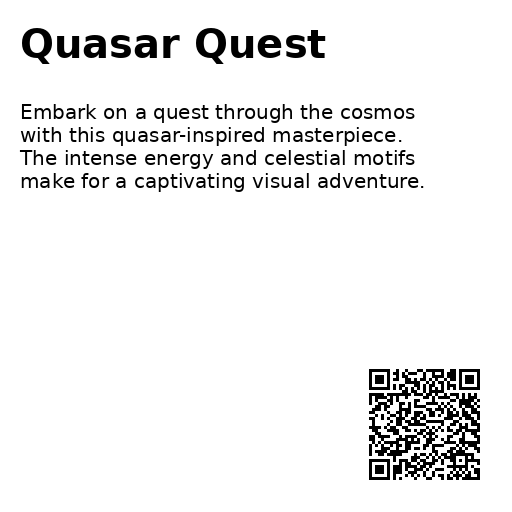 Quasar Quest
Embark on a quest through the cosmos
with this quasar-inspired masterpiece.
The intense energy and celestial motifs
make for a captivating visual adventure.